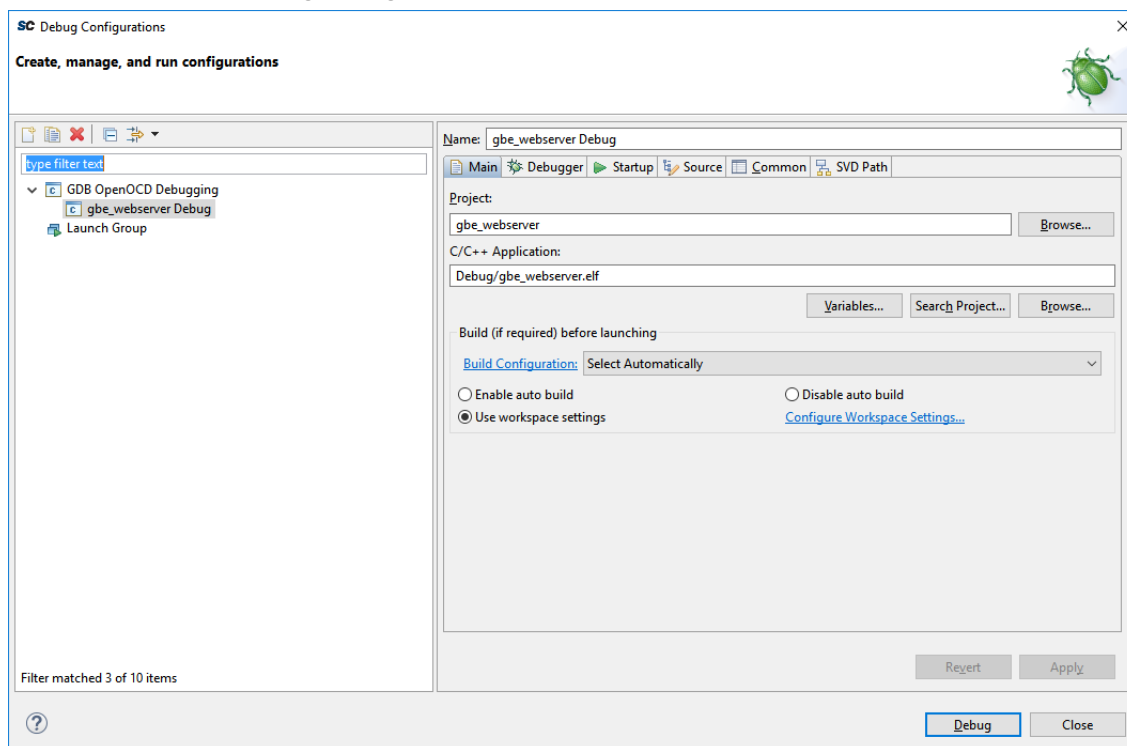 SC Debug Configurations
Create, manage, and run configurations
type filter text
GDB OpenOCD Debugging
gbe_webserver Debug
Launch Group
Filter matched 3 of 10 items
Name: gbe_webserver Debug
Main Debugger Startup Source Common SVD Path
Project:
gbe_webserver Browse...
C/C++ Application:
Debug/gbe_webserver.elf
Variables... Search Project... Browse...
Build (if required) before launching
Build Configuration: Select Automatically
Enable auto build Disable auto build
Use workspace settings Configure Workspace Settings...
Revert Apply
Debug Close